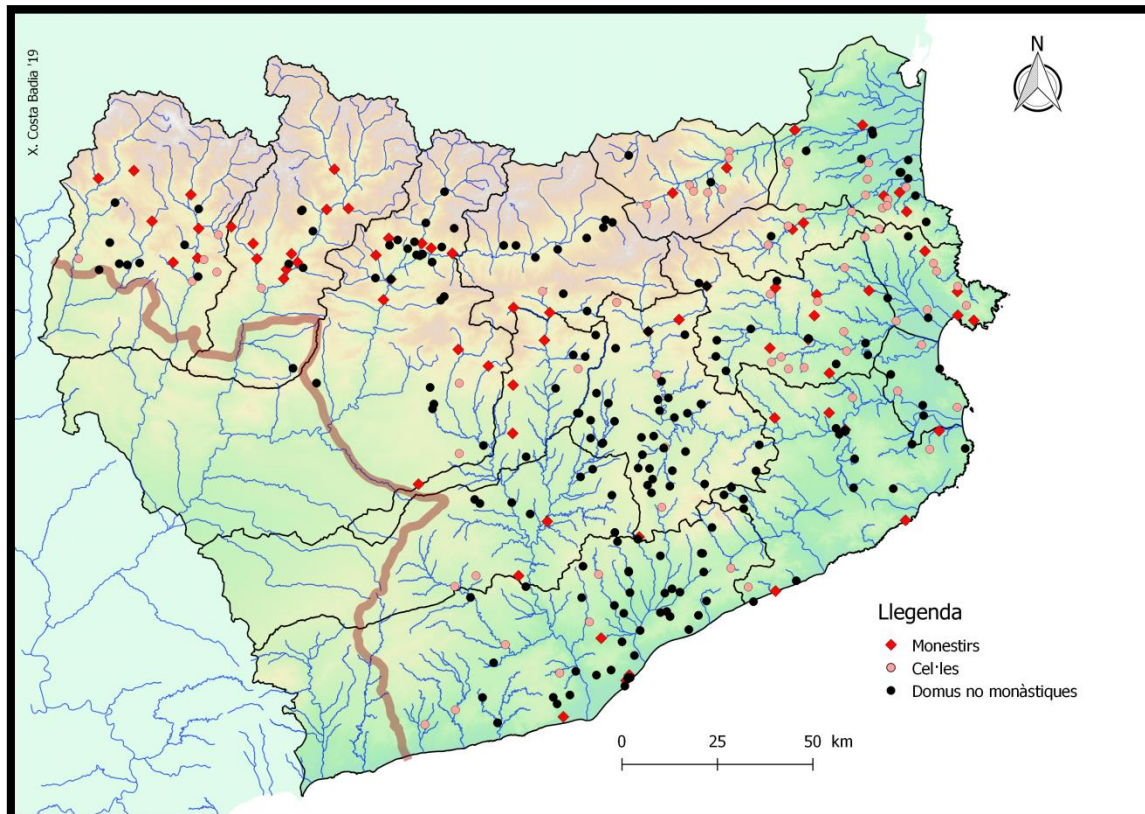 X. Costa Badia '19
N
Llegenda
Monestirs
Cel·les
Domus no monàstiques
0 25 50 km